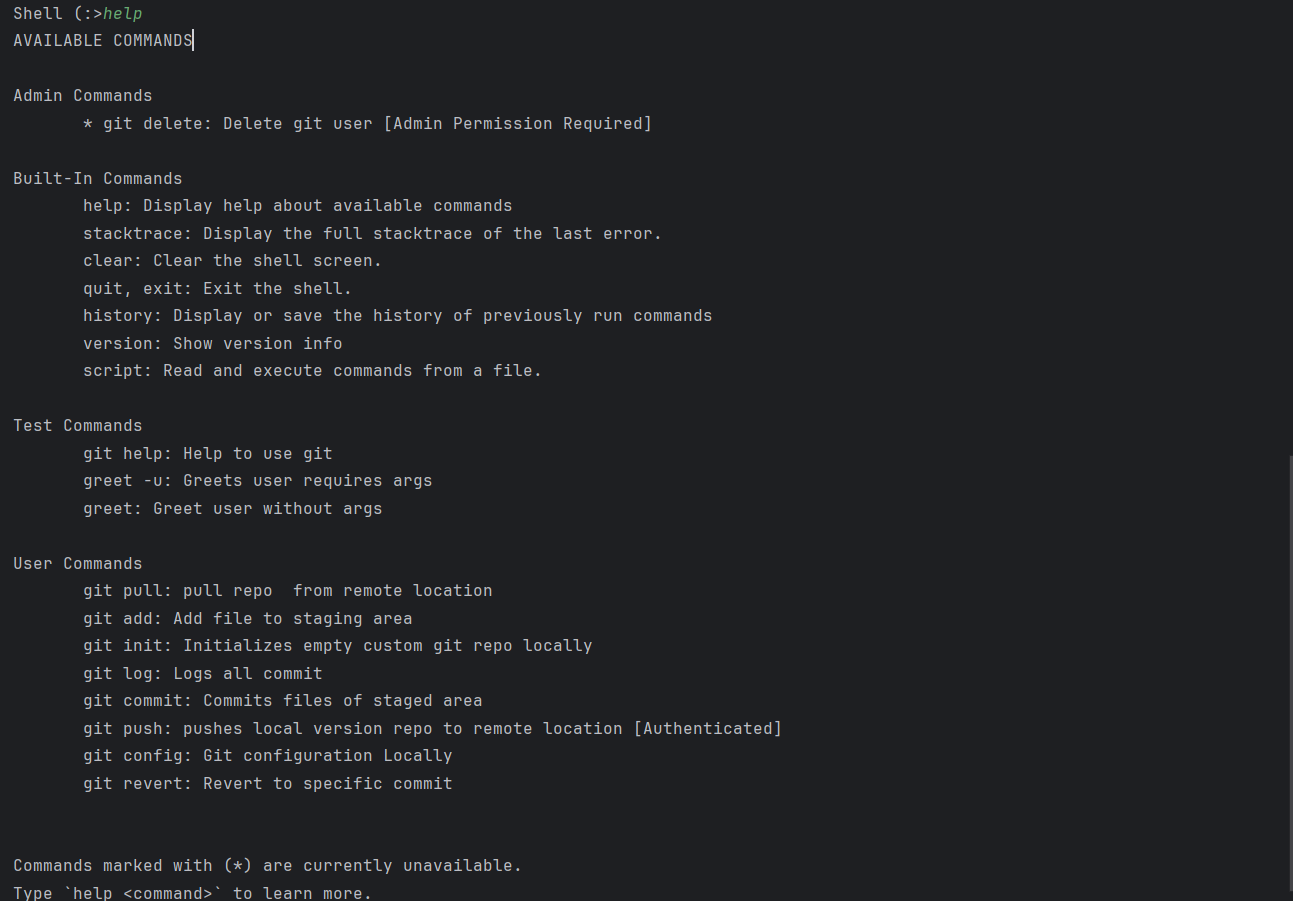 Shell (:>help
AVAILABLE COMMANDS
Admin Commands
* git delete: Delete git user [Admin Permission Required]
Built-In Commands
help: Display help about available commands
stacktrace: Display the full stacktrace of the last error.
clear: Clear the shell screen.
quit, exit: Exit the shell.
history: Display or save the history of previously run commands
version: Show version info
script: Read and execute commands from a file.
Test Commands
git help: Help to use git
greet -u: Greets user requires args
greet: Greet user without args
User Commands
git pull: pull repo  from remote location
git add: Add file to staging area
git init: Initializes empty custom git repo locally
git log: Logs all commit
git commit: Commits files of staged area
git push: pushes local version repo to remote location [Authenticated]
git config: Git configuration Locally
git revert: Revert to specific commit
Commands marked with (*) are currently unavailable.
Type `help <command>` to learn more.